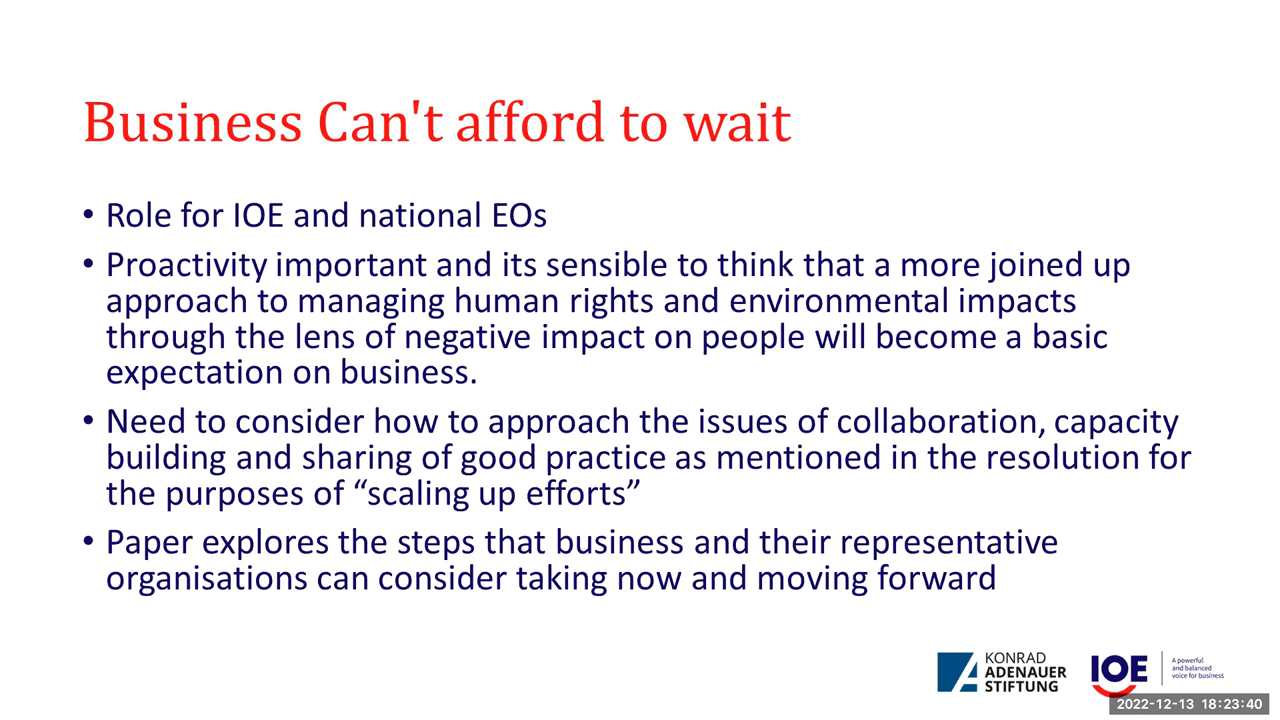 Business Can't afford to wait
• Role for IOE and national EOs
• Proactivity important and its sensible to think that a more joined up
approach to managing human rights and environmental impacts
through the lens of negative impact on people will become a basic
expectation on business.
• Need to consider how to approach the issues of collaboration, capacity
building and sharing of good practice as mentioned in the resolution for
the purposes of “scaling up efforts”
• Paper explores the steps that business and their representative
organisations can consider taking now and moving forward
KONRAD
ADENAUER
STIFTUNG
IOE
A powerful
and balanced
voice for business
2022-12-13 18:23:40